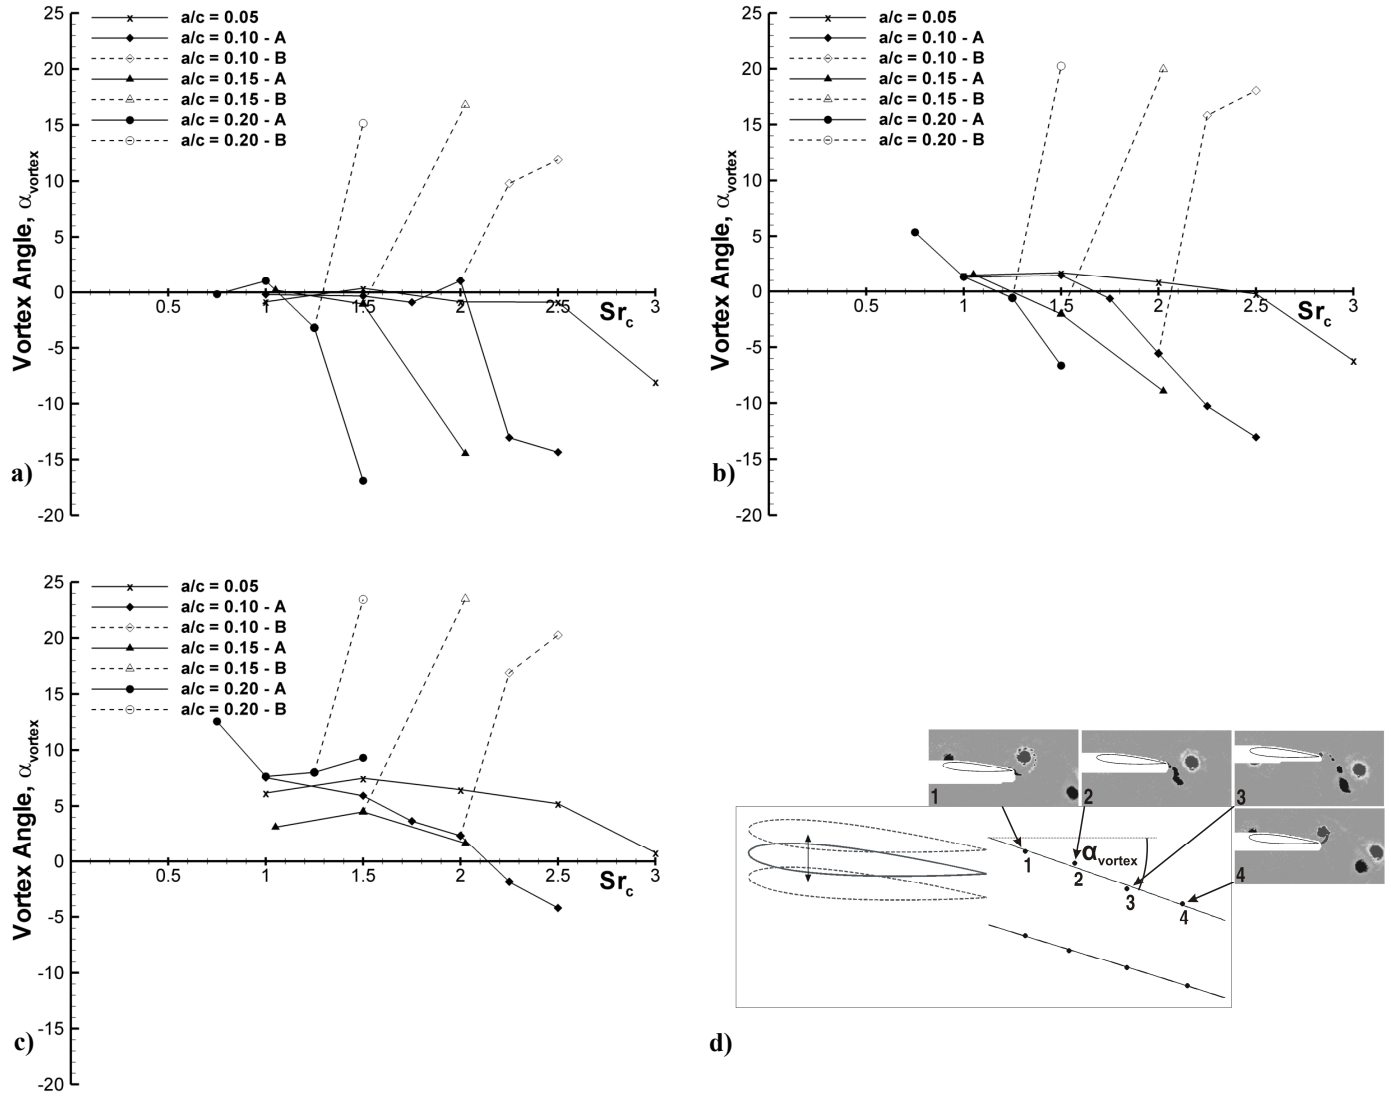 25
20
15
10
5
0
-5
-10
-15
-20
Vortex Angle, αvortex
a/c = 0.05
a/c = 0.10 - A
a/c = 0.10 - B
a/c = 0.15 - A
a/c = 0.15 - B
a/c = 0.20 - A
a/c = 0.20 - B
0.5
1
1.5
2
2.5
3
Src
a)
25
20
15
10
5
0
-5
-10
-15
-20
Vortex Angle, αvortex
a/c = 0.05
a/c = 0.10 - A
a/c = 0.10 - B
a/c = 0.15 - A
a/c = 0.15 - B
a/c = 0.20 - A
a/c = 0.20 - B
0.5
1
1.5
2
2.5
3
Src
b)
25
20
15
10
5
0
-5
-10
-15
-20
Vortex Angle, αvortex
a/c = 0.05
a/c = 0.10 - A
a/c = 0.10 - B
a/c = 0.15 - A
a/c = 0.15 - B
a/c = 0.20 - A
a/c = 0.20 - B
0.5
1
1.5
2
2.5
3
Src
c)
1
2
3
4
αvortex
1
2
3
4
d)